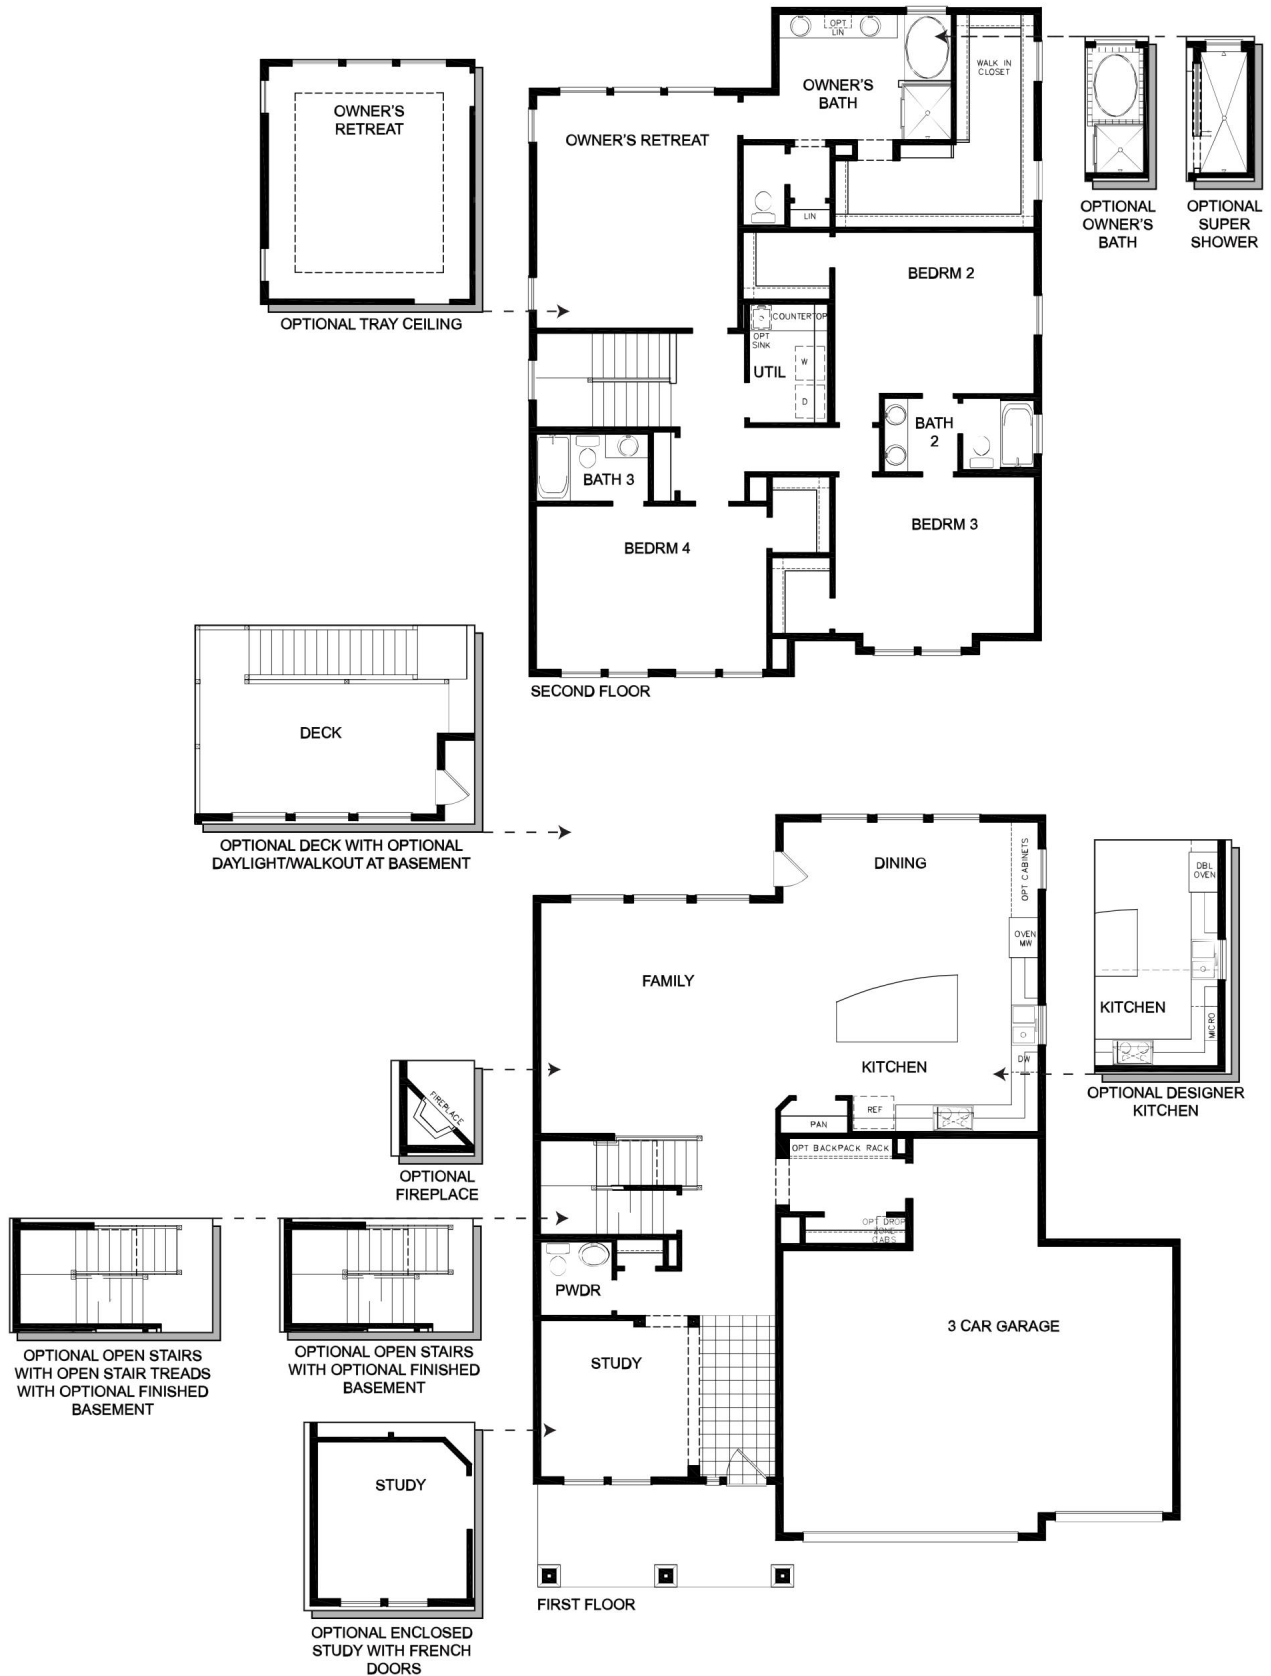 OPT
LIN
OWNER'S
BATH
WALK IN
CLOSET
OWNER'S
RETREAT
OWNER'S RETREAT
LIN
OPTIONAL
OWNER'S
BATH
OPTIONAL
SUPER
SHOWER
OPTIONAL TRAY CEILING
BEDRM 2
COUNTERTOP
OPT
SINK
UTIL
W
D
BATH
2
BATH 3
BEDRM 3
BEDRM 4
SECOND FLOOR
DECK
OPTIONAL DECK WITH OPTIONAL
DAYLIGHT/WALKOUT AT BASEMENT
DINING
OPT CABINETS
OVEN
MW
FAMILY
KITCHEN
DW
REF
PAN
DBL
OVEN
KITCHEN
MICRO
OPTIONAL DESIGNER
KITCHEN
FIREPLACE
OPTIONAL
FIREPLACE
OPT BACKPACK RACK
OPT DROP
ZONE
CABS
PWDR
3 CAR GARAGE
STUDY
OPTIONAL OPEN STAIRS
WITH OPEN STAIR TREADS
WITH OPTIONAL FINISHED
BASEMENT
OPTIONAL OPEN STAIRS
WITH OPTIONAL FINISHED
BASEMENT
STUDY
OPTIONAL ENCLOSED
STUDY WITH FRENCH
DOORS
FIRST FLOOR